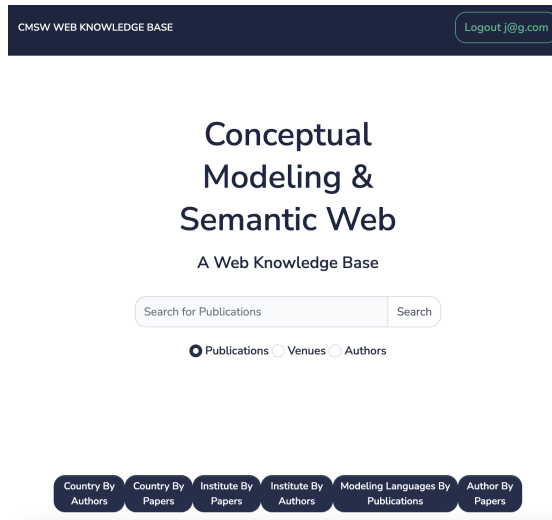 CMSW WEB KNOWLEDGE BASE
Logout j@g.com
Conceptual
Modeling &
Semantic Web
A Web Knowledge Base
Search for Publications
Search
Publications
Venues
Authors
Country By
Authors
Country By
Papers
Institute By
Papers
Institute By
Authors
Modeling Languages By
Publications
Author By
Papers